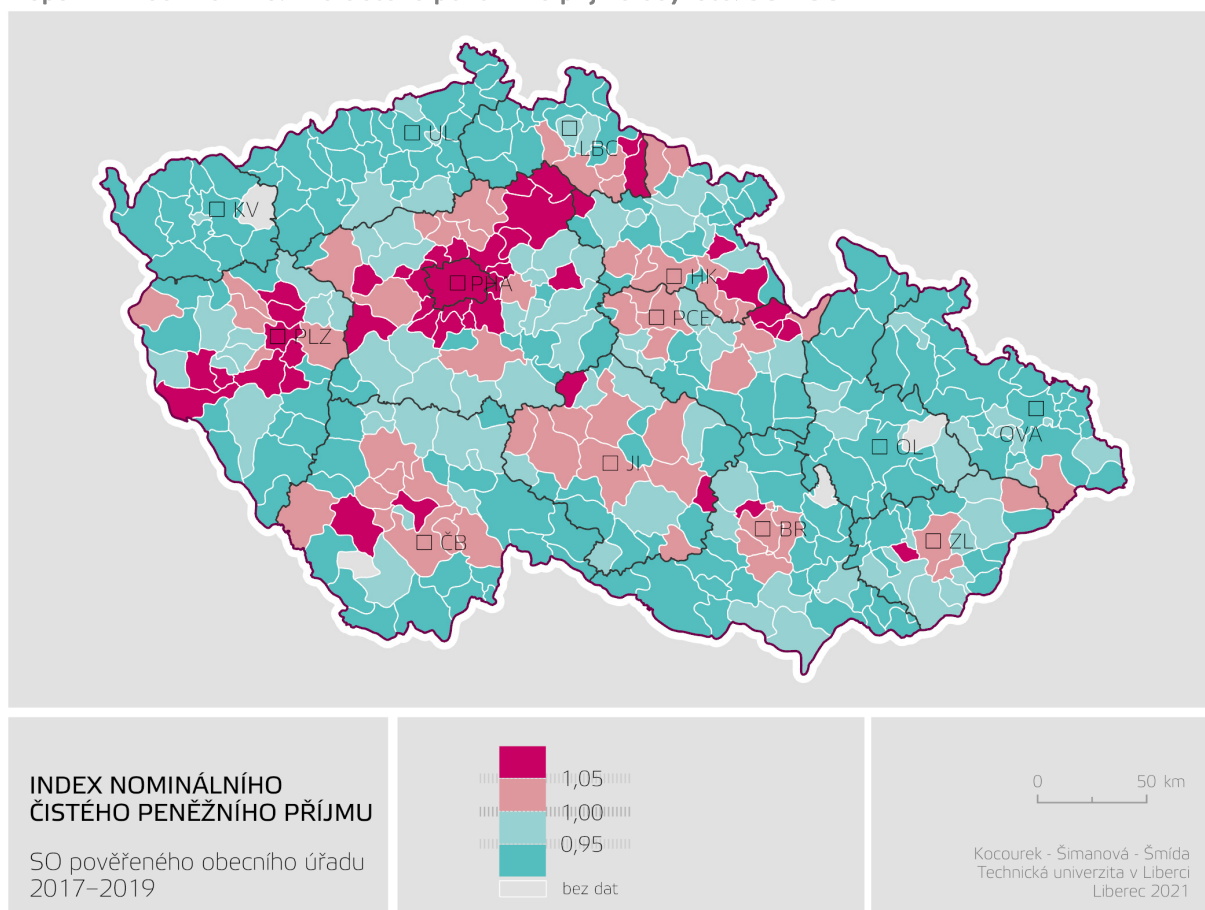 UL
LBC
KV
PHA
HK
PCE
PLZ
OVA
OL
JI
BR
ČB
ZL
INDEX NOMINÁLNÍHO
ČISTÉHO PENĚŽNÍHO PŘÍJMU
SO pověřeného obecního úřadu
2017–2019
1,05
1,00
0,95
bez dat
0 50 km
Kocourek - Šimanová - Šmída
Technická univerzita v Liberci
Liberec 2021